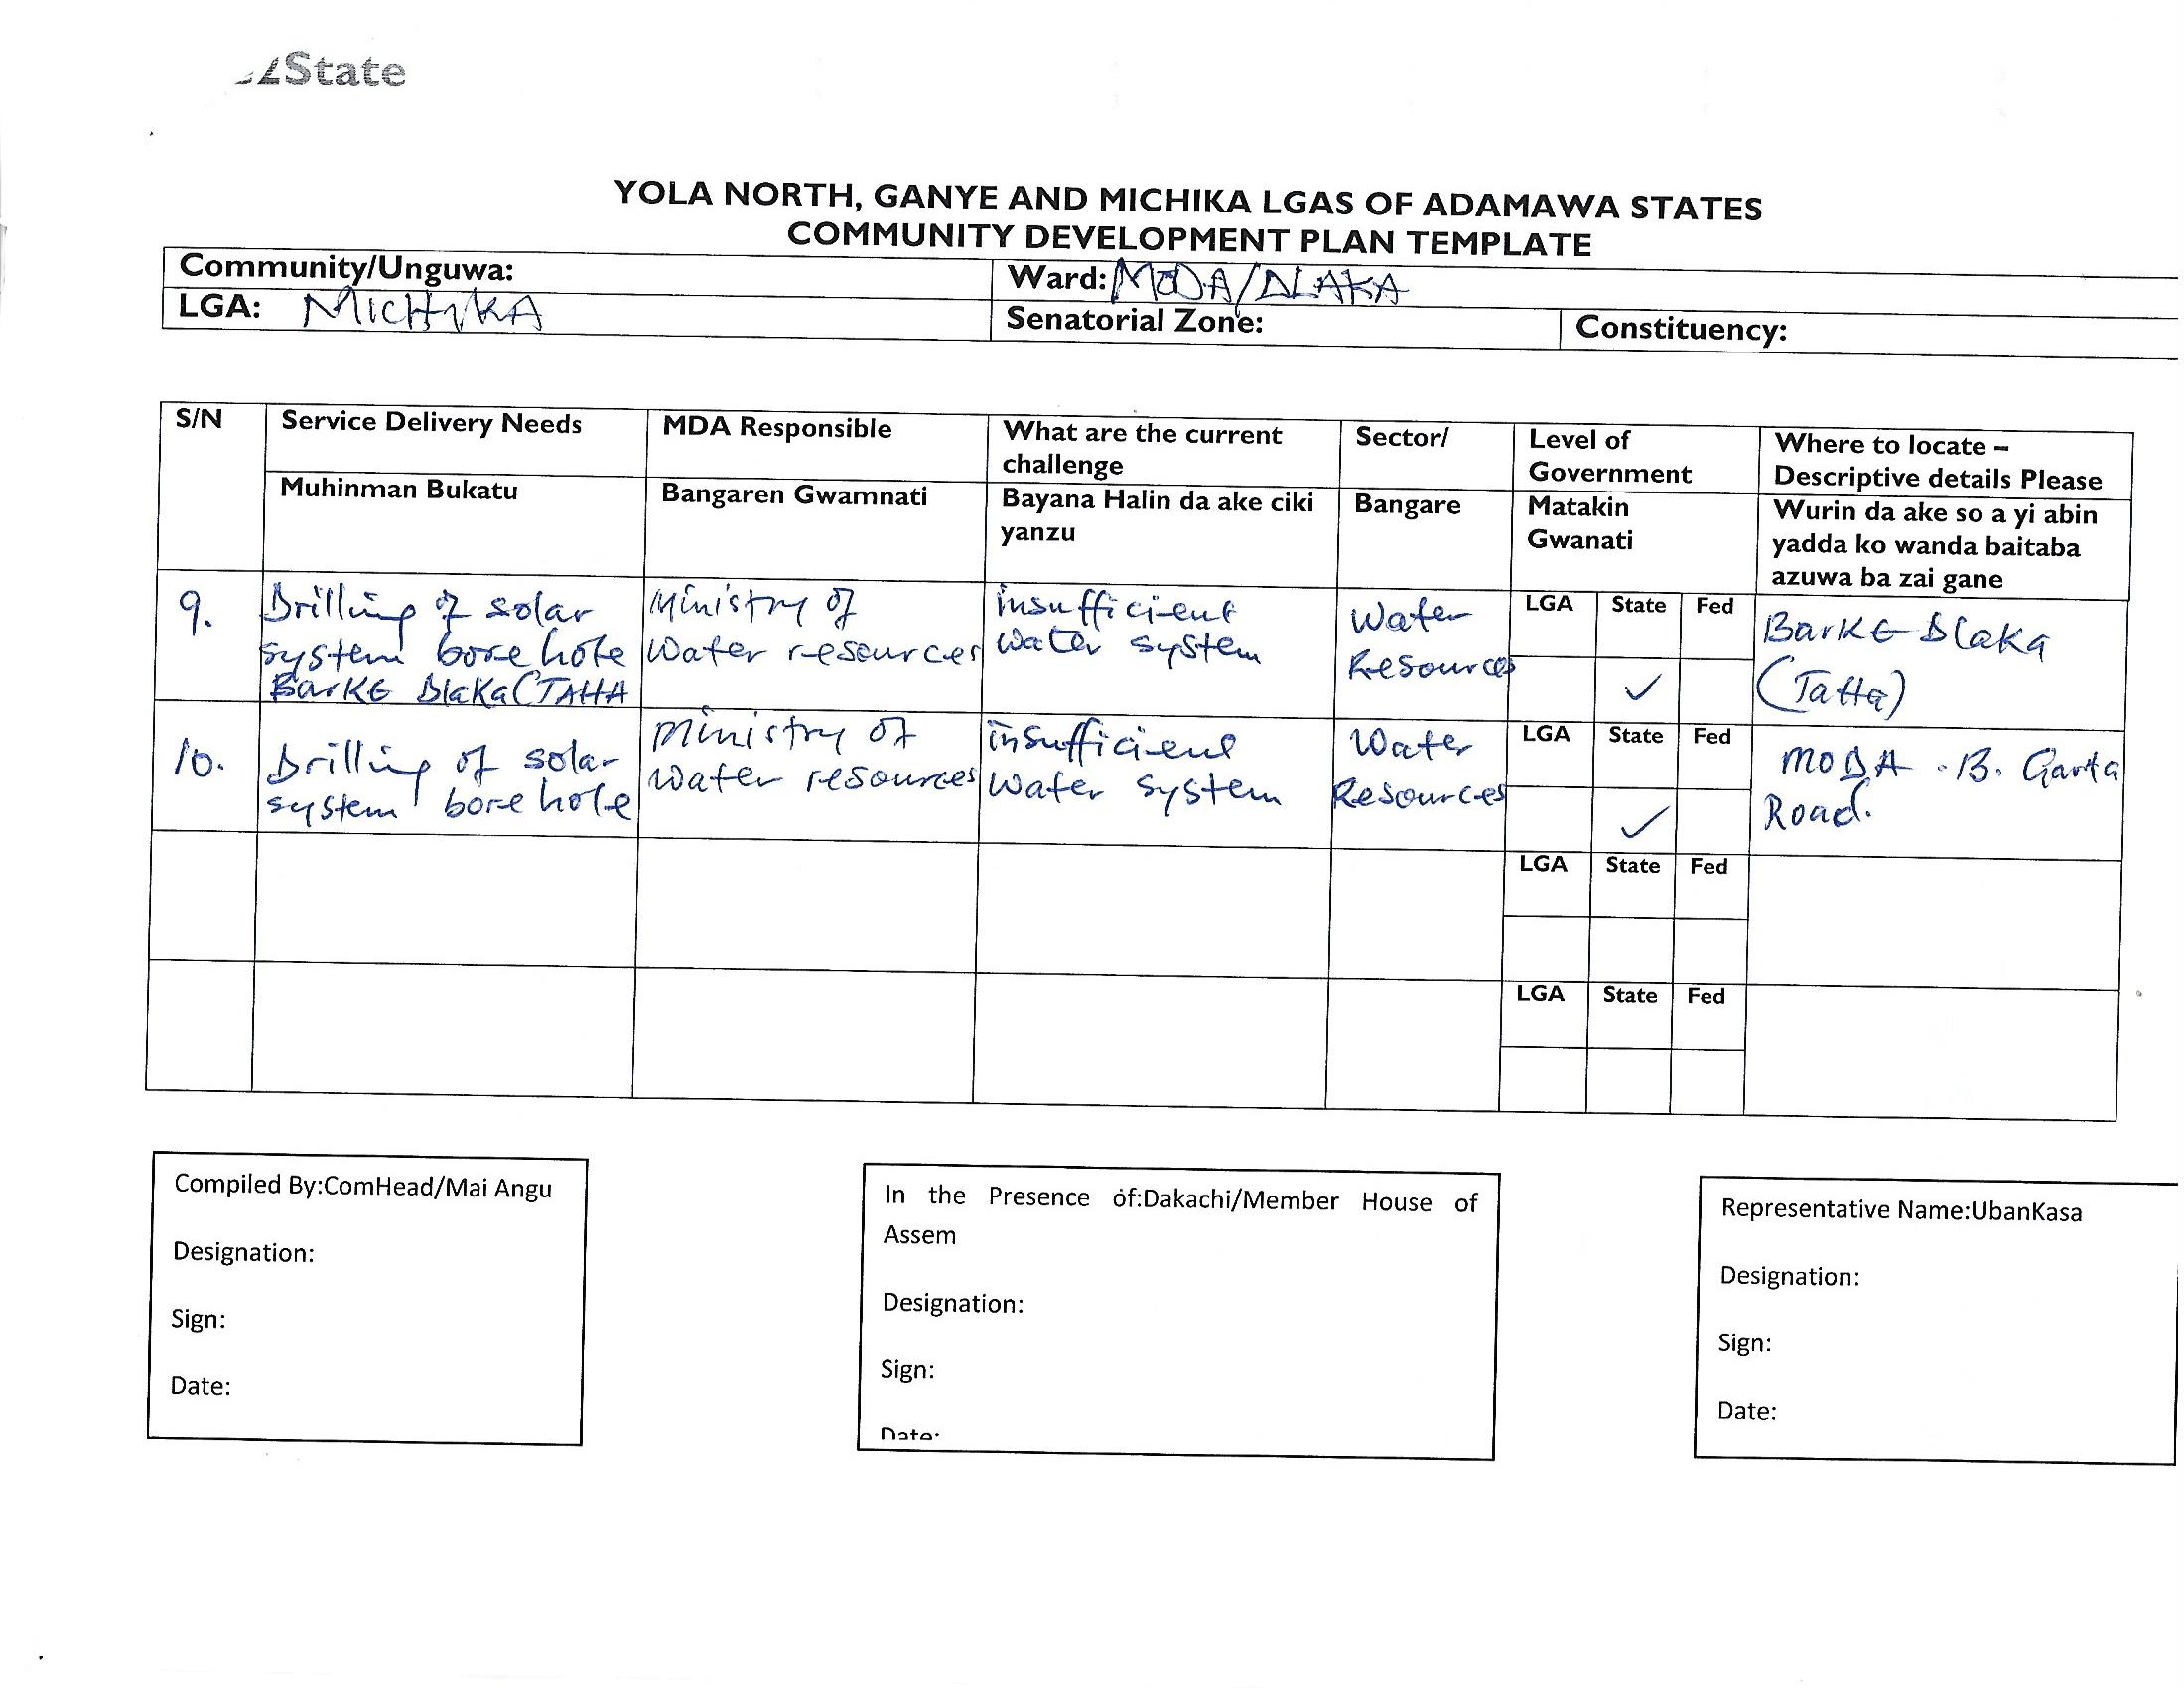 State
YOLA NORTH, GANYE AND MICHIKA LGAS OF ADAMAWA STATES
COMMUNITY DEVELOPMENT PLAN TEMPLATE
Community/Unguwa:
Ward: MODA/DLAKA
LGA: MICHIKA
Senatorial Zone:
Constituency:
S/N
Service Delivery Needs
MDA Responsible
What are the current
challenge
Sector/
Level of
Government
Where to locate –
Descriptive details Please
Muhinman Bukatu
Bangaren Gwamnati
Bayana Halin da ake ciki
yanzu
Bangare
Matakin
Gwanati
Wurin da ake so a yi abin
yadda ko wanda baitaba
azuwa ba zai gane
9.
Drilling of solar
system bore hole
BarKE DlaKa (TAHA
Ministry of
Water resources
insufficient
water system
Water
Resources
LGA State Fed
✓
BarKE Dlaka
(Tatta)
10.
Drilling of solar
system bore hole
Ministry of
water resources
insufficient
Water system
Water
Resources
LGA State Fed
✓
MODA - B. Garta
Road.
LGA State Fed
LGA State Fed
Compiled By:ComHead/Mai Angu
Designation:
Sign:
Date:
In the Presence of:Dakachi/Member House of
Assem
Designation:
Sign:
Date:
Representative Name:UbanKasa
Designation:
Sign:
Date: